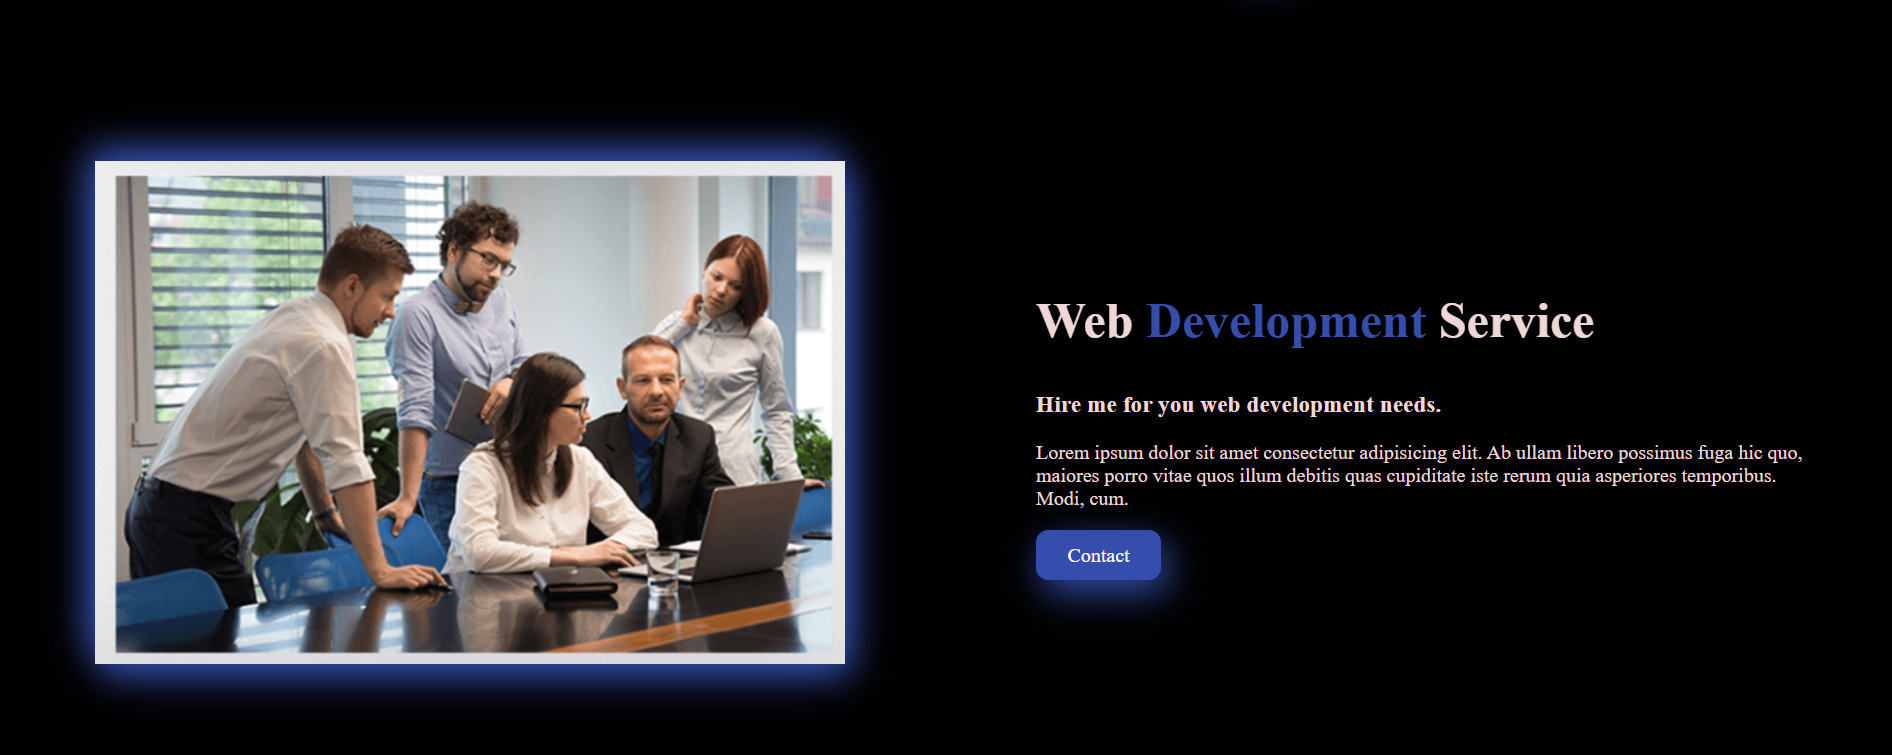 Web Development Service
Hire me for you web development needs.
Lorem ipsum dolor sit amet consectetur adipisicing elit. Ab ullam libero possimus fuga hic quo,
maiores porro vitae quos illum debitis quas cupiditate iste rerum quia asperiores temporibus.
Modi, cum.
Contact